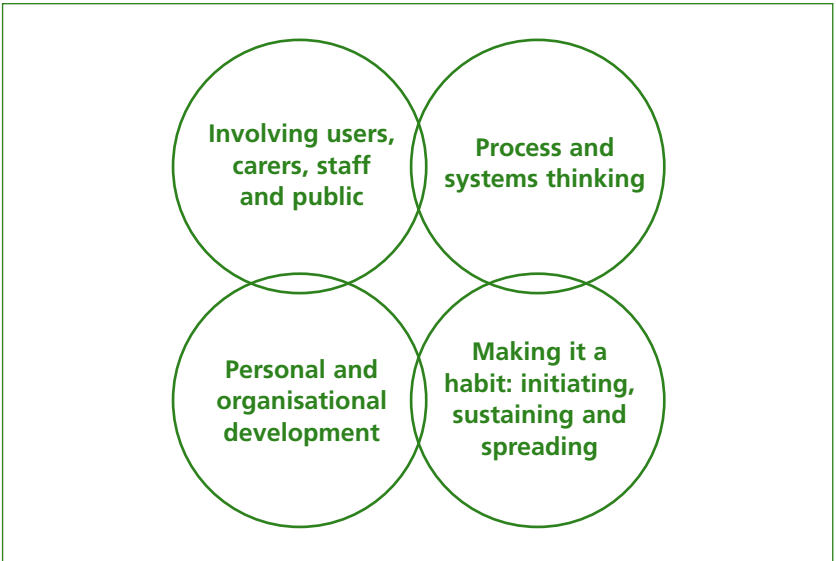 Involving users,
carers, staff
and public
Process and
systems thinking
Personal and
organisational
development
Making it a
habit: initiating,
sustaining and
spreading